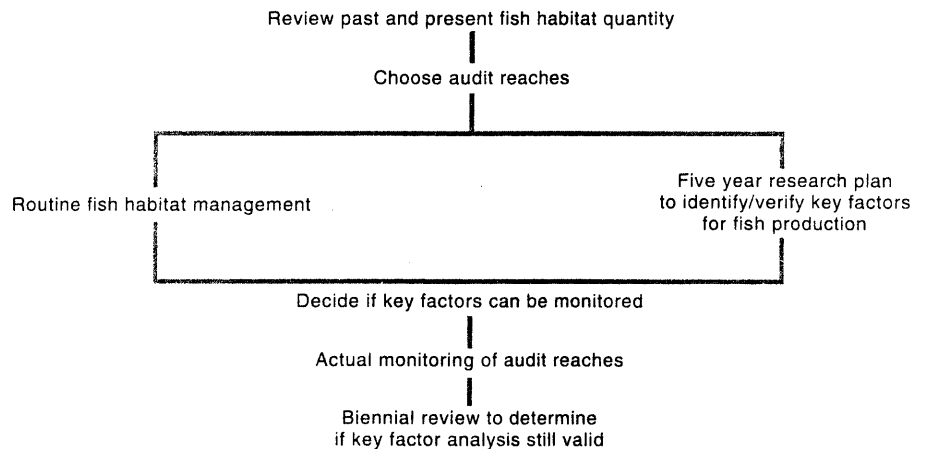 Review past and present fish habitat quantity
Choose audit reaches
Routine fish habitat management
Five year research plan
to identify/verify key factors
for fish production
Decide if key factors can be monitored
Actual monitoring of audit reaches
Biennial review to determine
if key factor analysis still valid